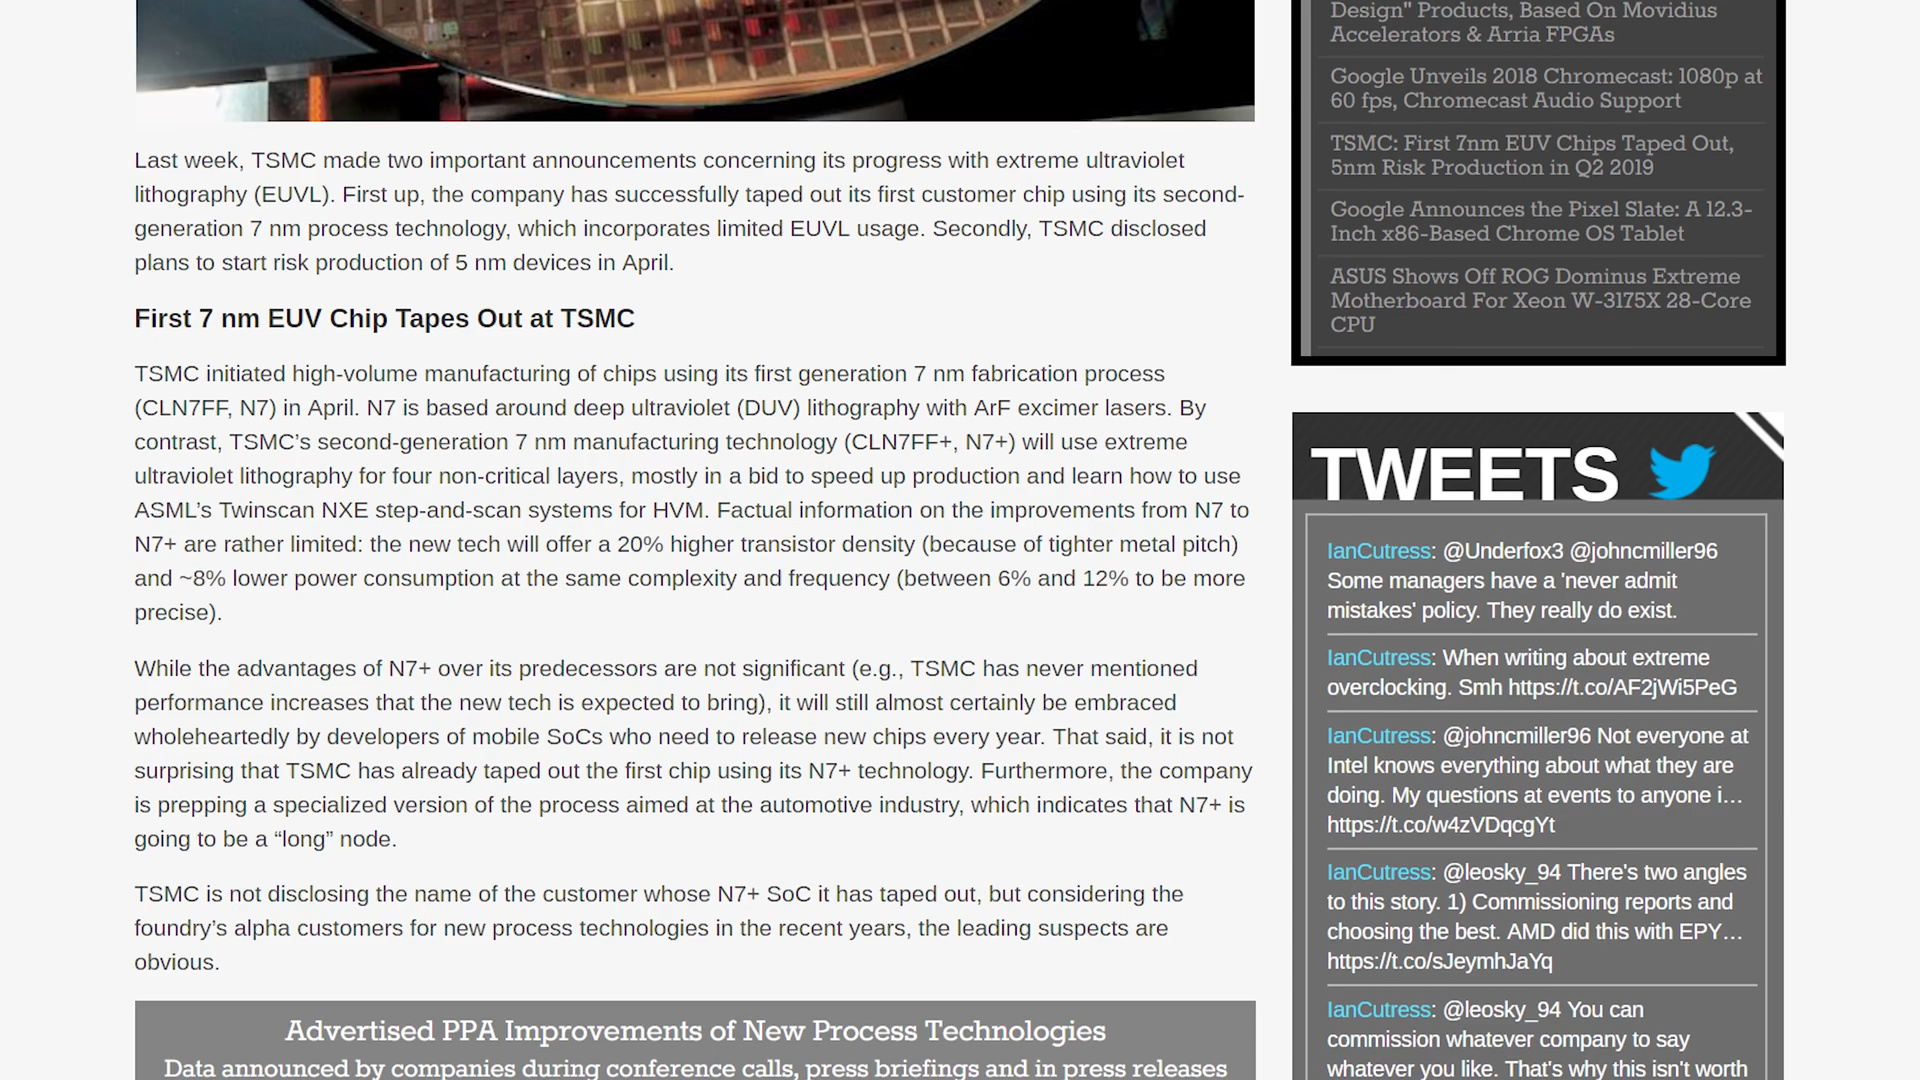 Last week, TSMC made two important announcements concerning its progress with extreme ultraviolet
lithography (EUVL). First up, the company has successfully taped out its first customer chip using its second-
generation 7 nm process technology, which incorporates limited EUVL usage. Secondly, TSMC disclosed
plans to start risk production of 5 nm devices in April.
First 7 nm EUV Chip Tapes Out at TSMC
TSMC initiated high-volume manufacturing of chips using its first generation 7 nm fabrication process
(CLN7FF, N7) in April. N7 is based around deep ultraviolet (DUV) lithography with ArF excimer lasers. By
contrast, TSMC’s second-generation 7 nm manufacturing technology (CLN7FF+, N7+) will use extreme
ultraviolet lithography for four non-critical layers, mostly in a bid to speed up production and learn how to use
ASML’s Twinscan NXE step-and-scan systems for HVM. Factual information on the improvements from N7 to
N7+ are rather limited: the new tech will offer a 20% higher transistor density (because of tighter metal pitch)
and ~8% lower power consumption at the same complexity and frequency (between 6% and 12% to be more
precise).
While the advantages of N7+ over its predecessors are not significant (e.g., TSMC has never mentioned
performance increases that the new tech is expected to bring), it will still almost certainly be embraced
wholeheartedly by developers of mobile SoCs who need to release new chips every year. That said, it is not
surprising that TSMC has already taped out the first chip using its N7+ technology. Furthermore, the company
is prepping a specialized version of the process aimed at the automotive industry, which indicates that N7+ is
going to be a “long” node.
TSMC is not disclosing the name of the customer whose N7+ SoC it has taped out, but considering the
foundry’s alpha customers for new process technologies in the recent years, the leading suspects are
obvious.
Advertised PPA Improvements of New Process Technologies
Data announced by companies during conference calls, press briefings and in press releases
Design" Products, Based On Movidius
Accelerators & Arria FPGAs
Google Unveils 2018 Chromecast: 1080p at
60 fps, Chromecast Audio Support
TSMC: First 7nm EUV Chips Taped Out,
5nm Risk Production in Q2 2019
Google Announces the Pixel Slate: A 12.3-
Inch x86-Based Chrome OS Tablet
ASUS Shows Off ROG Dominus Extreme
Motherboard For Xeon W-3175X 28-Core
CPU
TWEETS
IanCutress: @Underfox3 @johncmiller96
Some managers have a 'never admit
mistakes' policy. They really do exist.
IanCutress: When writing about extreme
overclocking. Smh https://t.co/AF2jWi5PeG
IanCutress: @johncmiller96 Not everyone at
Intel knows everything about what they are
doing. My questions at events to anyone i…
https://t.co/w4zVDqcgYt
IanCutress: @leosky_94 There's two angles
to this story. 1) Commissioning reports and
choosing the best. AMD did this with EPY…
https://t.co/sJeymhJaYq
IanCutress: @leosky_94 You can
commission whatever company to say
whatever you like. That's why this isn't worth